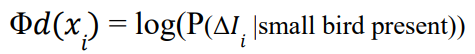 Φd(x_i) = log(P(ΔI_i |small bird present))